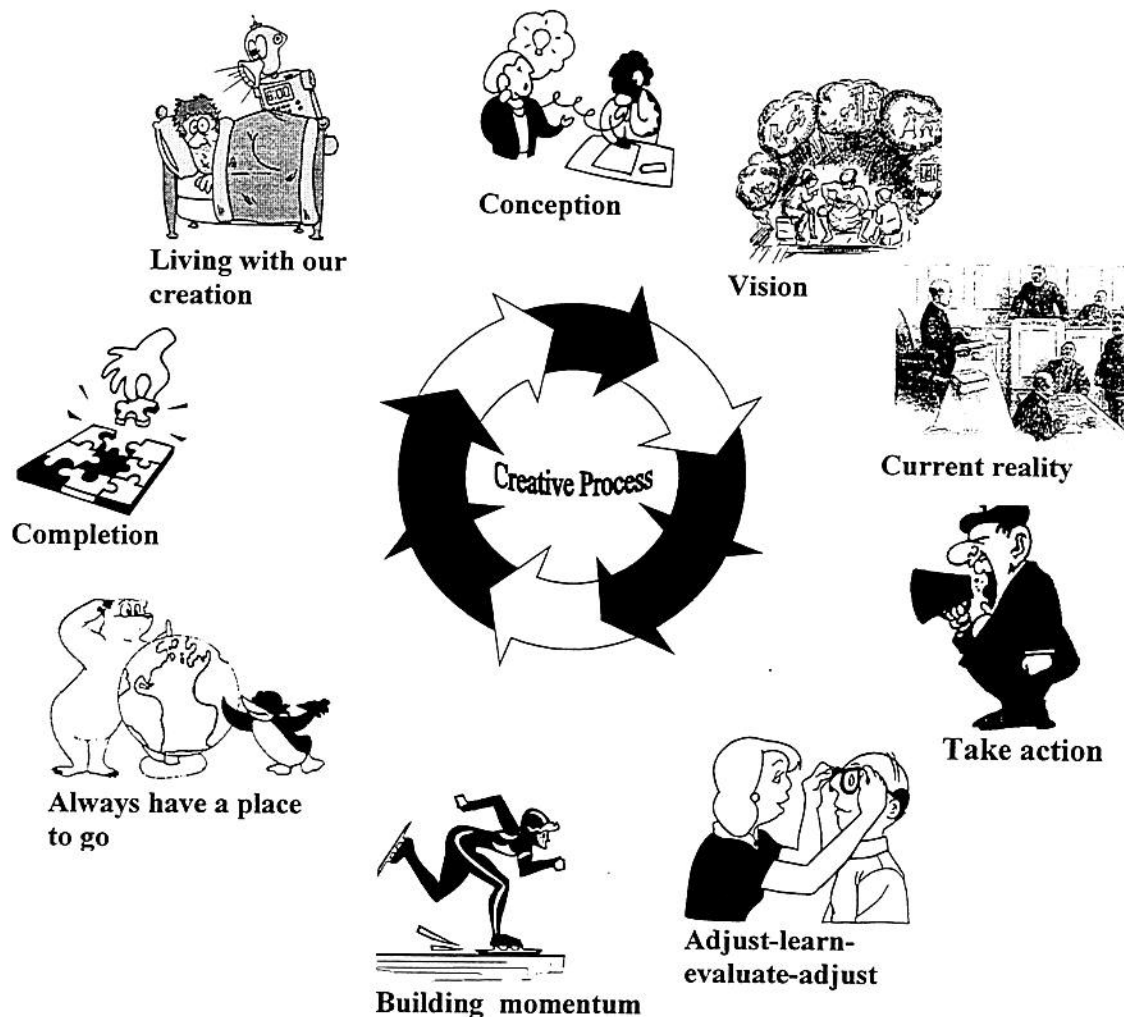 Conception
Vision
Current reality
Take action
Adjust-learn-
evaluate-adjust
Building momentum
Always have a place
to go
Completion
Living with our
creation
Creative Process